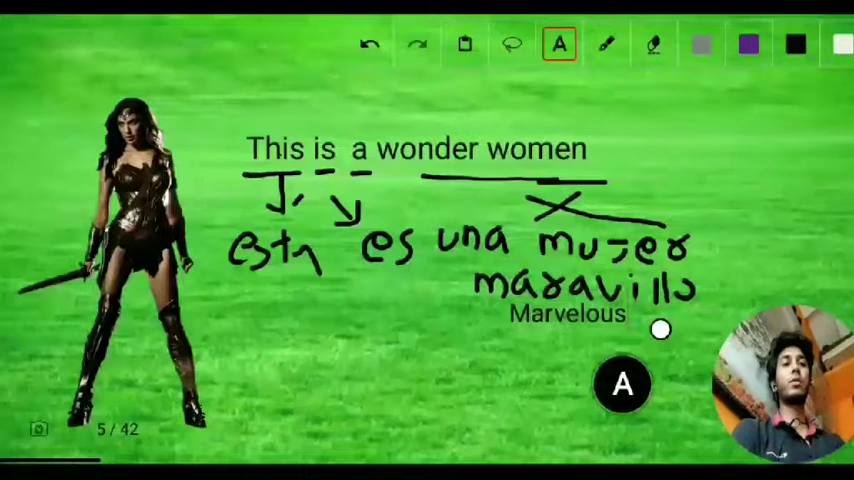 This is a wonder women
esta es una mujer
maravillo
Marvelous
A
A
5 / 42